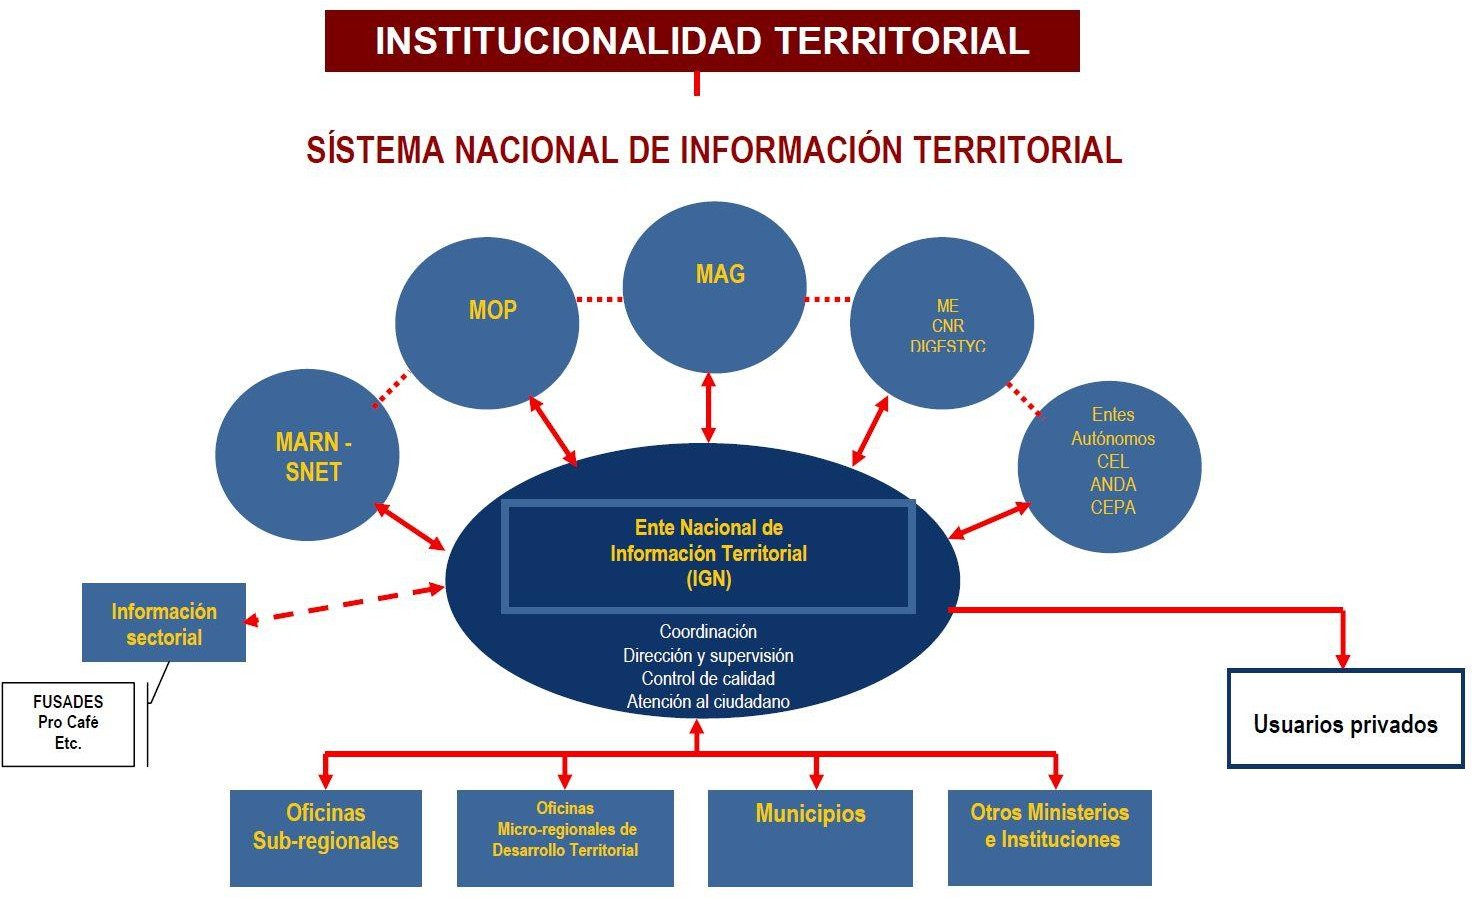 INSTITUCIONALIDAD TERRITORIAL
SÍSTEMA NACIONAL DE INFORMACIÓN TERRITORIAL
MAG
MOP
ME
CNR
DIGESTYC
MARN -
SNET
Entes
Autónomos
CEL
ANDA
CEPA
Ente Nacional de
Información Territorial
(IGN)
Coordinación
Dirección y supervisión
Control de calidad
Atención al ciudadano
Información
sectorial
FUSADES
Pro Café
Etc.
Usuarios privados
Oficinas
Sub-regionales
Oficinas
Micro-regionales de
Desarrollo Territorial
Municipios
Otros Ministerios
e Instituciones